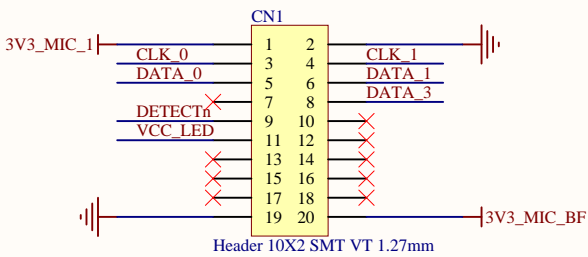 CN1
3V3_MIC_1 1 2
CLK_0 3 4 CLK_1
DATA_0 5 6 DATA_1
7 8 DATA_3
DETECTn 9 10
VCC_LED 11 12
13 14
15 16
17 18
19 20 3V3_MIC_BF
Header 10X2 SMT VT 1.27mm